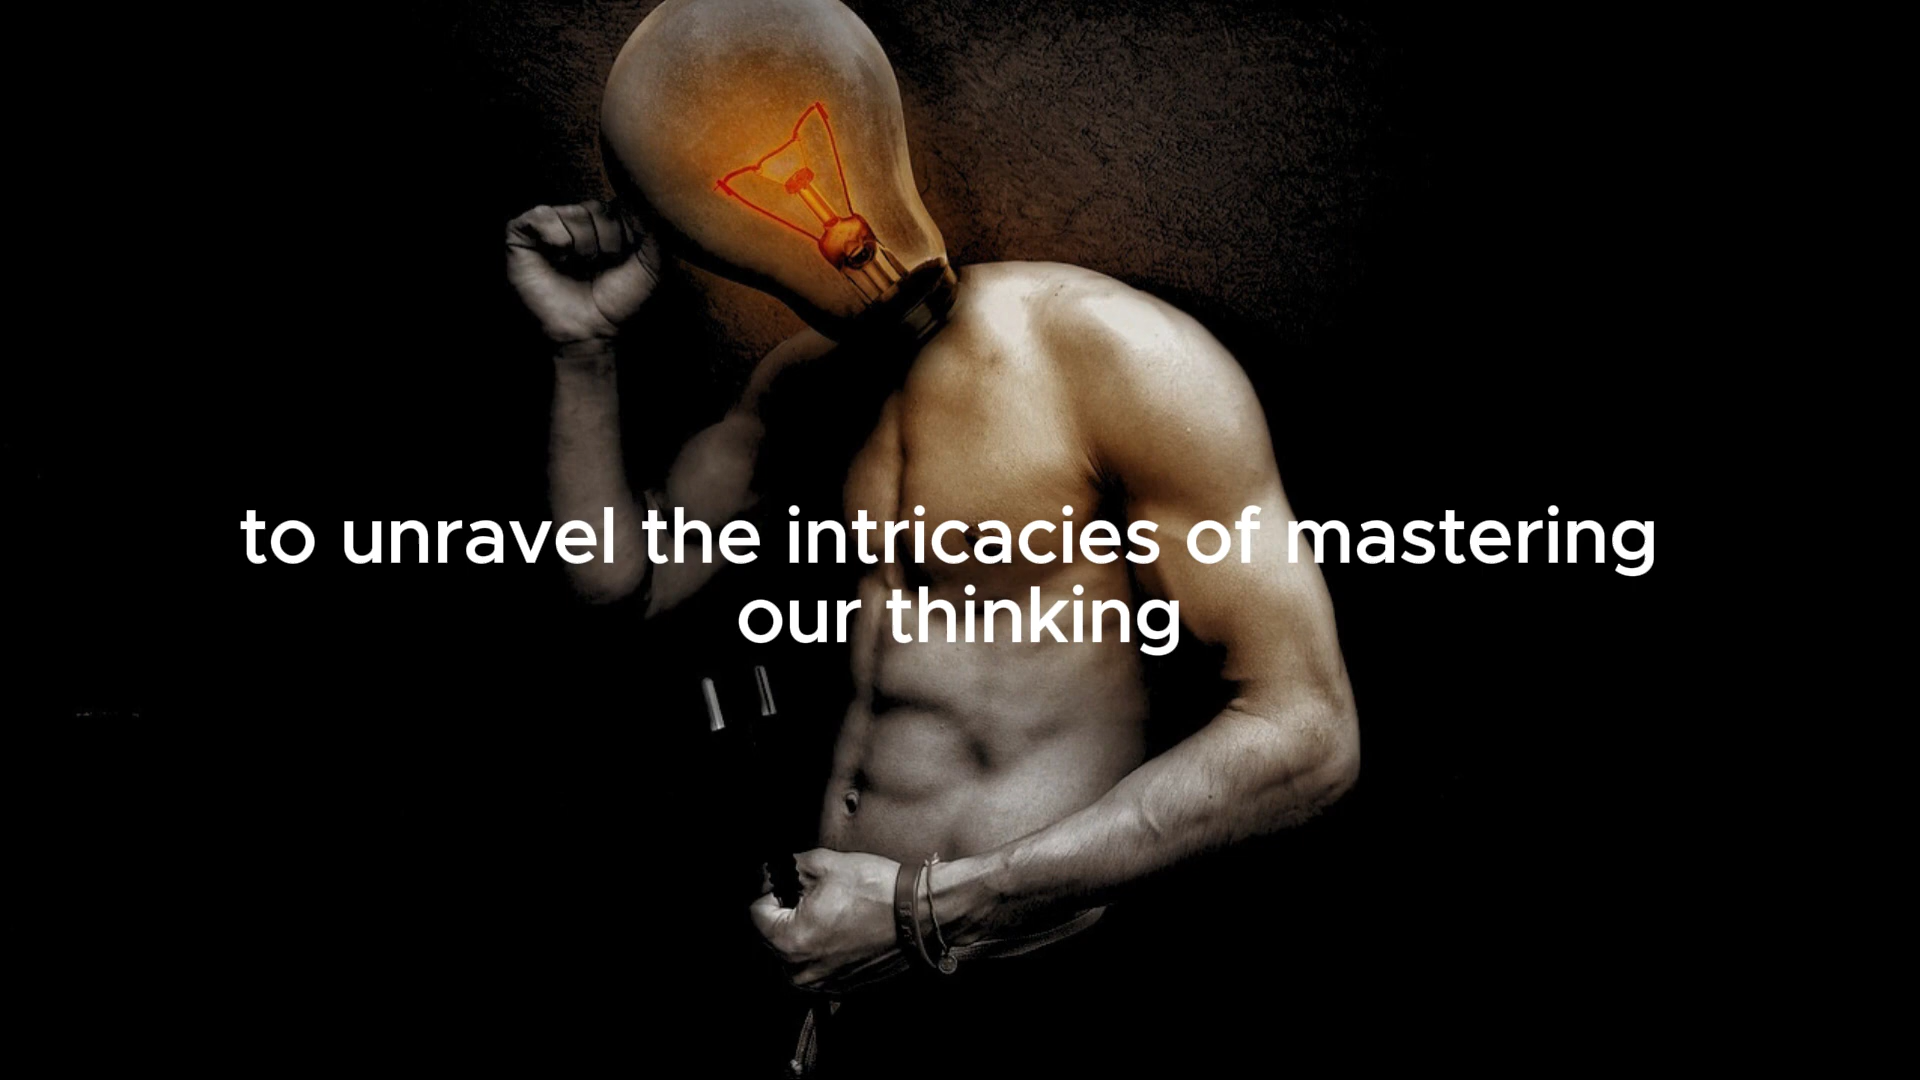 to unravel the intricacies of mastering
our thinking